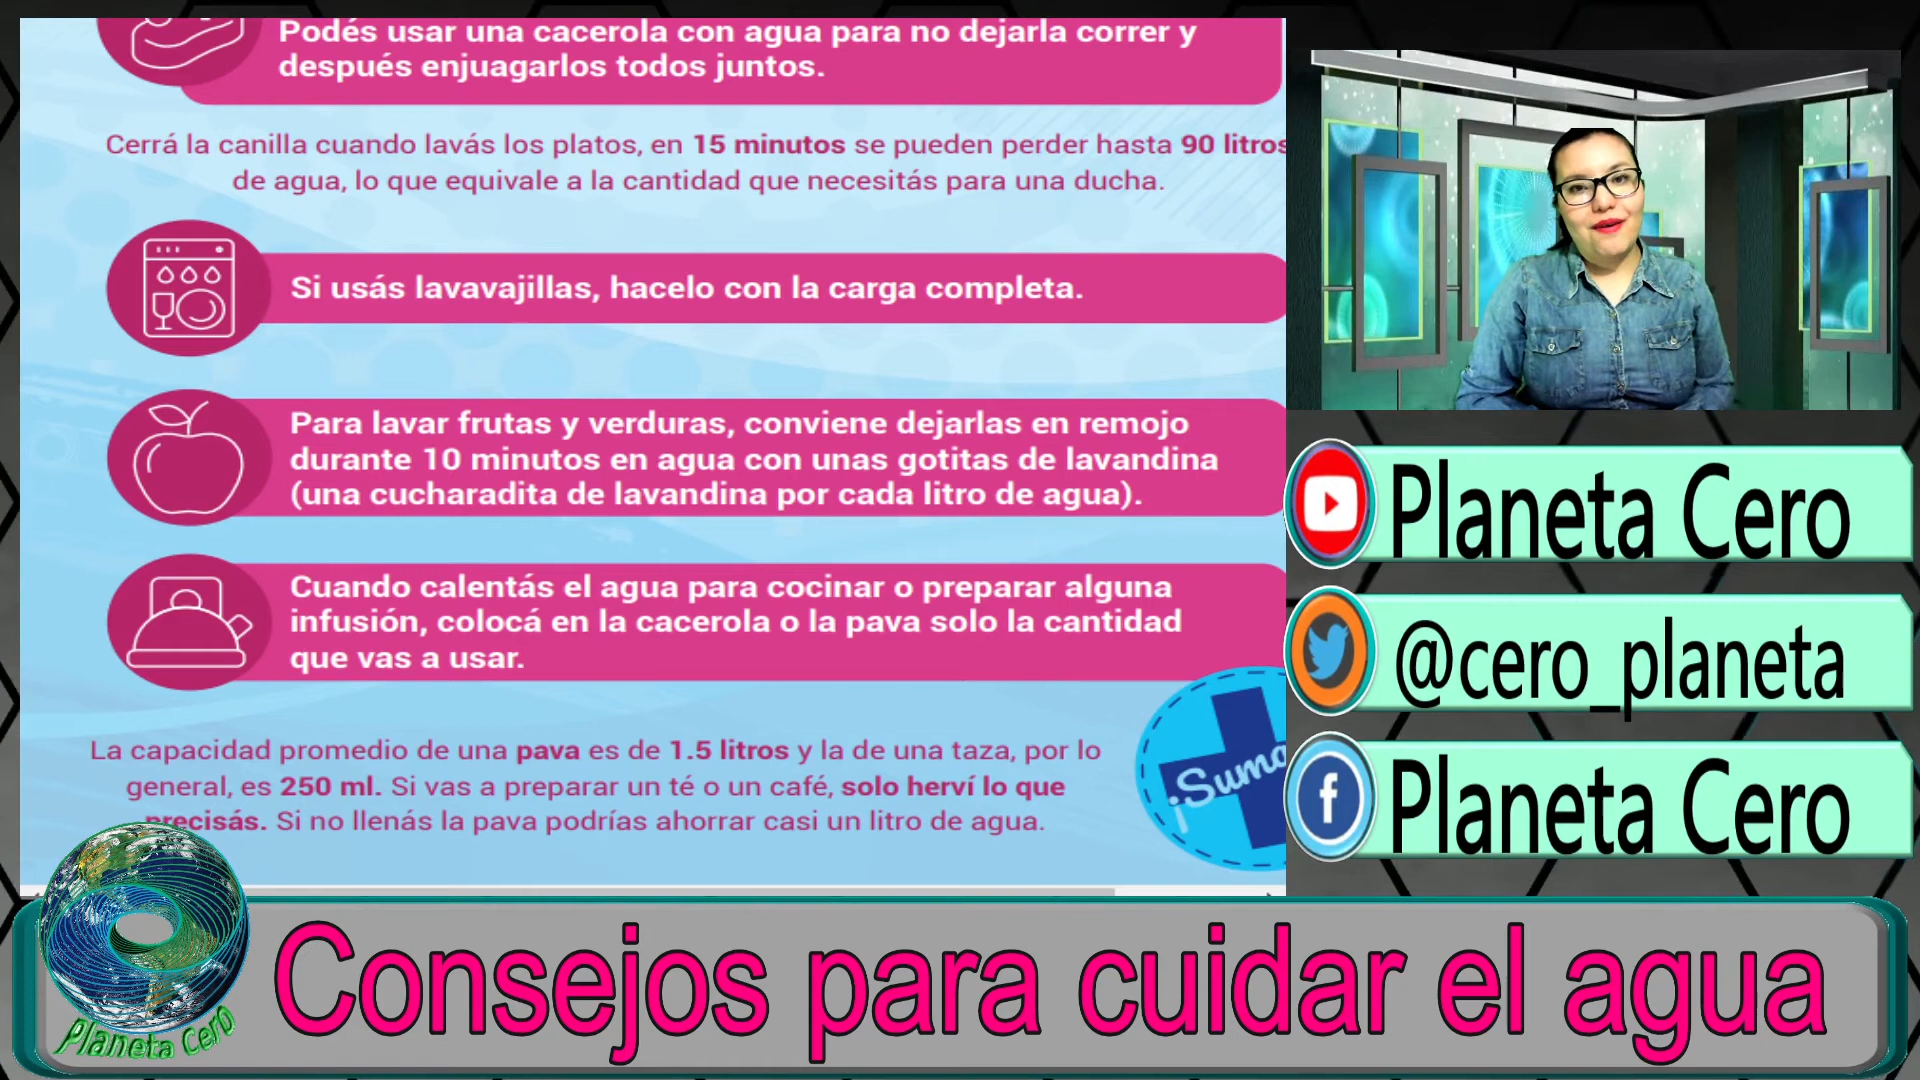 Podés usar una cacerola con agua para no dejarla correr y
después enjuagarlos todos juntos.
Cerrá la canilla cuando lavás los platos, en 15 minutos se pueden perder hasta 90 litros
de agua, lo que equivale a la cantidad que necesitás para una ducha.
Si usás lavavajillas, hacelo con la carga completa.
Para lavar frutas y verduras, conviene dejarlas en remojo
durante 10 minutos en agua con unas gotitas de lavandina
(una cucharadita de lavandina por cada litro de agua).
Cuando calentás el agua para cocinar o preparar alguna
infusión, colocá en la cacerola o la pava solo la cantidad
que vas a usar.
La capacidad promedio de una pava es de 1.5 litros y la de una taza, por lo
general, es 250 ml. Si vas a preparar un té o un café, solo herví lo que
precisás. Si no llenás la pava podrías ahorrar casi un litro de agua.
¡Suma
Planeta Cero
@cero_planeta
Planeta Cero
Planeta Cero
Consejos para cuidar el agua